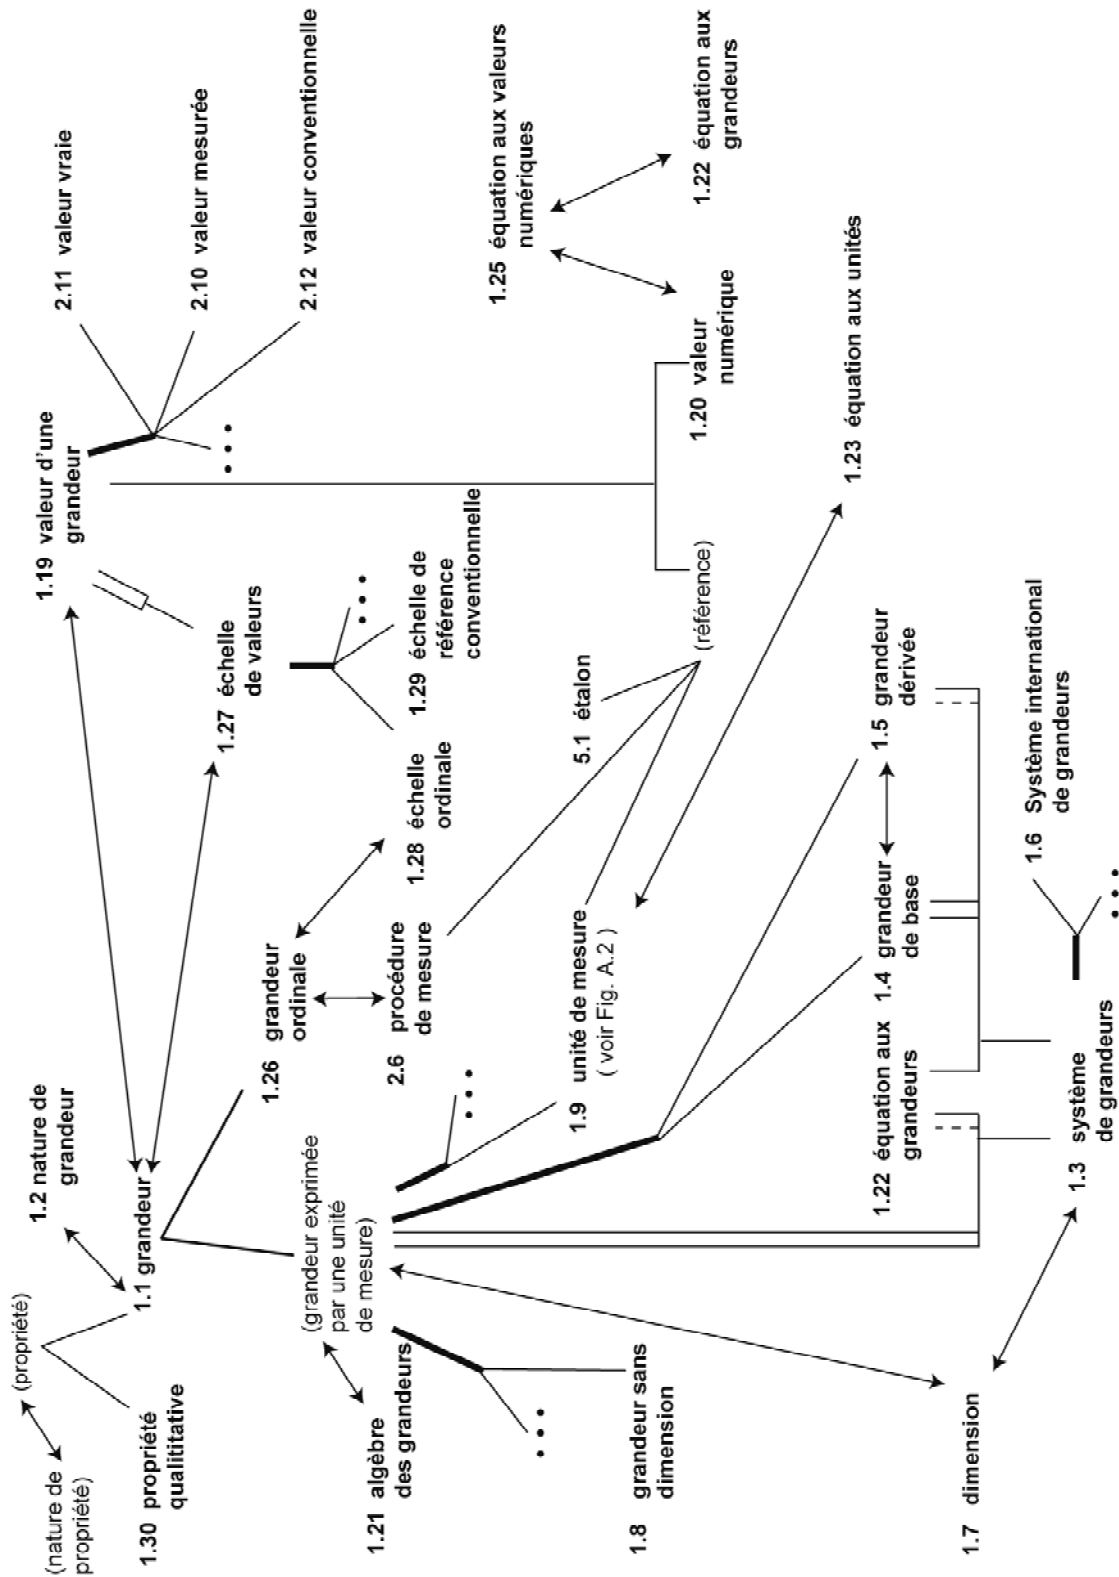 (nature de
propriété)
(propriété)
1.2 nature de
grandeur
1.1 grandeur
1.30 propriété
qualititative
1.19 valeur d'une
grandeur
2.11 valeur vraie
2.10 valeur mesurée
2.12 valeur conventionnelle
1.27 échelle
de valeurs
1.26 grandeur
ordinale
1.28 échelle
ordinale
1.29 échelle de
référence
conventionnelle
(grandeur exprimée
par une unité
de mesure)
1.21 algèbre
des grandeurs
2.6 procédure
de mesure
5.1 étalon
1.25 équation aux valeurs
numériques
1.9 unité de mesure
( voir Fig. A.2 )
(référence)
1.20 valeur
numérique
1.22 équation aux
grandeurs
1.8 grandeur sans
dimension
1.23 équation aux unités
1.22 équation aux
grandeurs
1.4 grandeur
de base
1.5 grandeur
dérivée
1.7 dimension
1.3 système
de grandeurs
1.6 Système international
de grandeurs